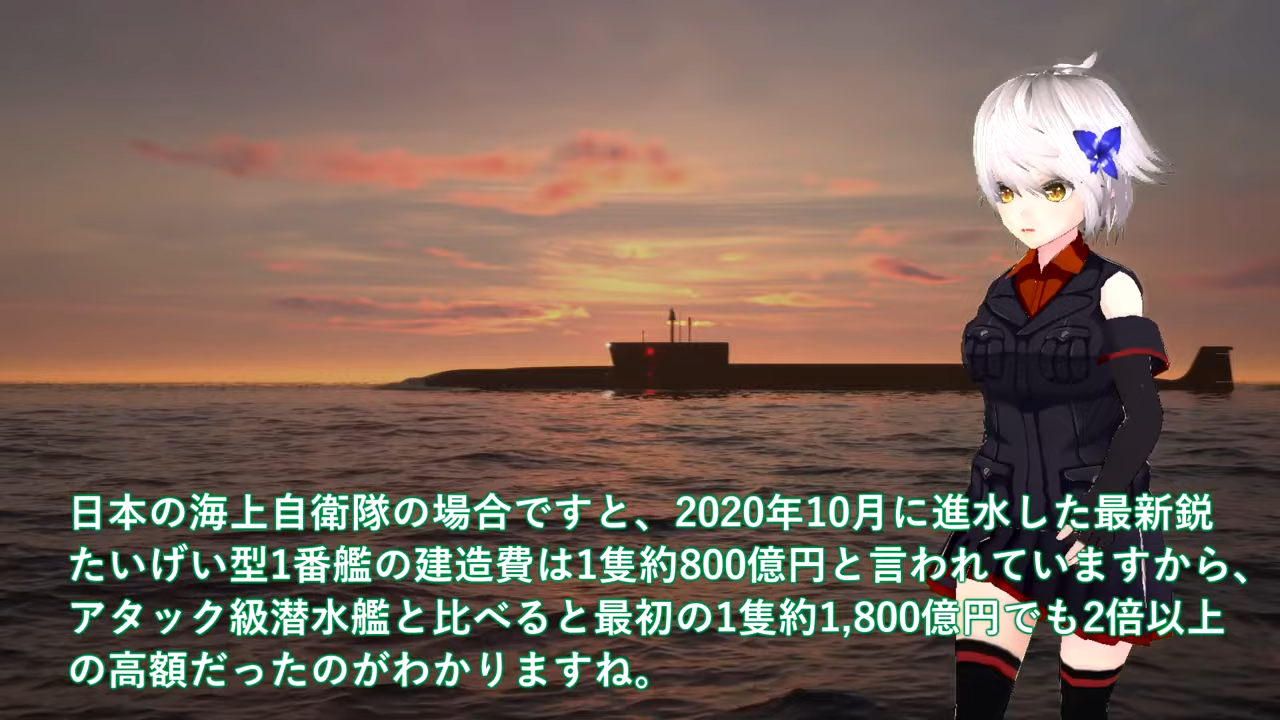 日本の海上自衛隊の場合ですと、2020年10月に進水した最新鋭
たいげい型1番艦の建造費は1隻約800億円と言われていますから、
アタック級潜水艦と比べると最初の1隻約1,800億円でも2倍以上
の高額だったのがわかりますね。